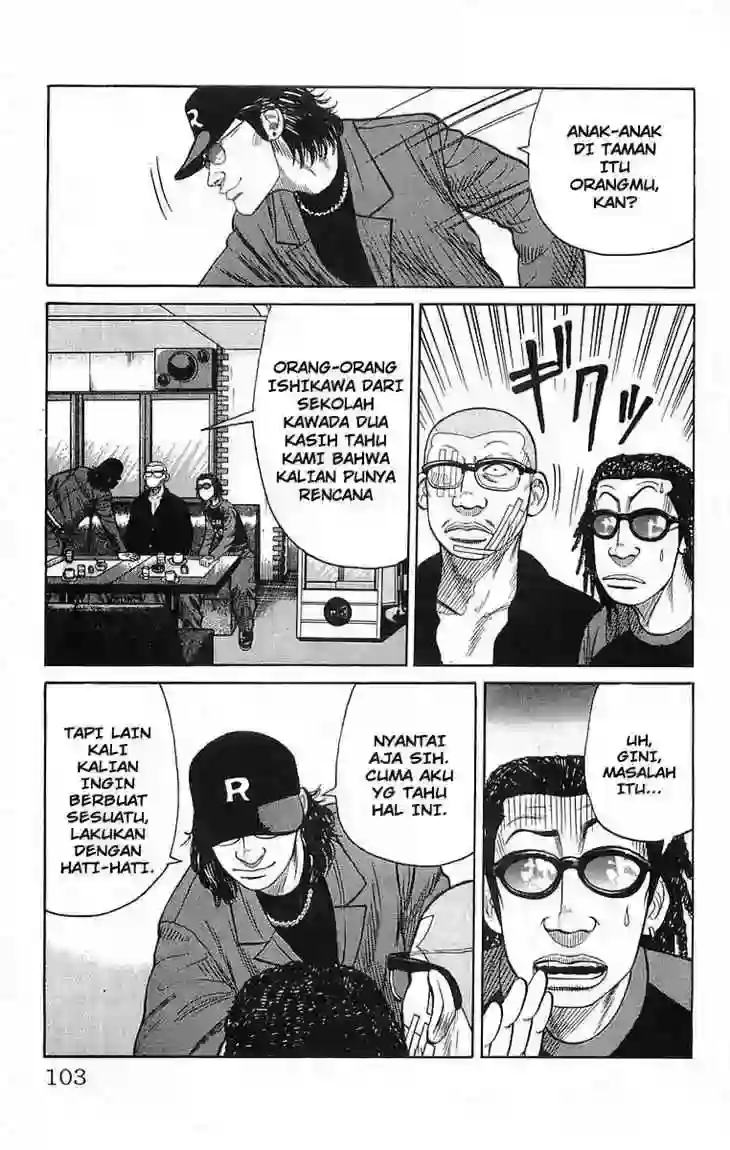 R
ANAK-ANAK
DI TAMAN
ITU
ORANGMU,
KAN?
ギクッ
ORANG-ORANG
ISHIKAWA DARI
SEKOLAH
KAWADA DUA
KASIH TAHU
KAMI BAHWA
KALIAN PUNYA
RENCANA
UH,
GINI,
MASALAH
ITU...
NYANTAI
AJA SIH.
CUMA AKU
YG TAHU
HAL INI.
R
TAPI LAIN
KALI
KALIAN
INGIN
BERBUAT
SESUATU,
LAKUKAN
DENGAN
HATI-HATI.
103